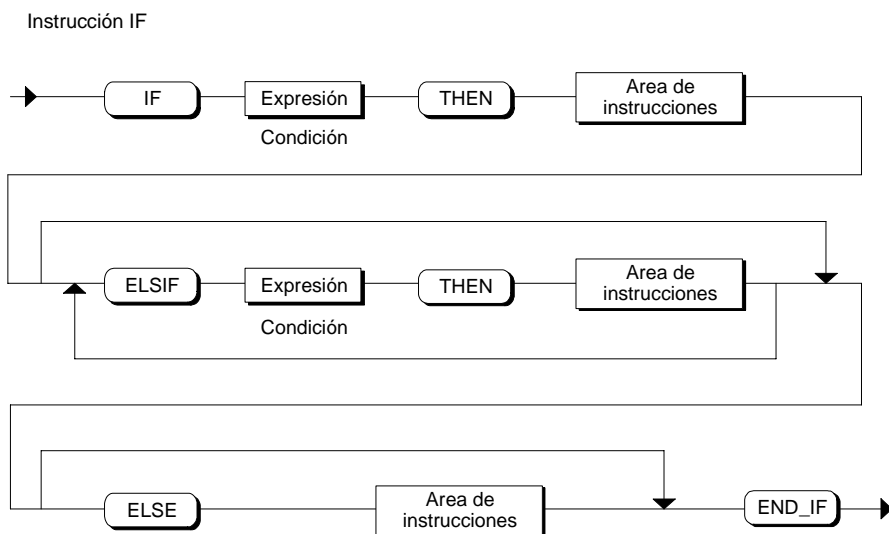 Instrucción IF
IF
Expresión
THEN
Area de
instrucciones
Condición
ELSIF
Expresión
THEN
Area de
instrucciones
Condición
ELSE
Area de
instrucciones
END_IF